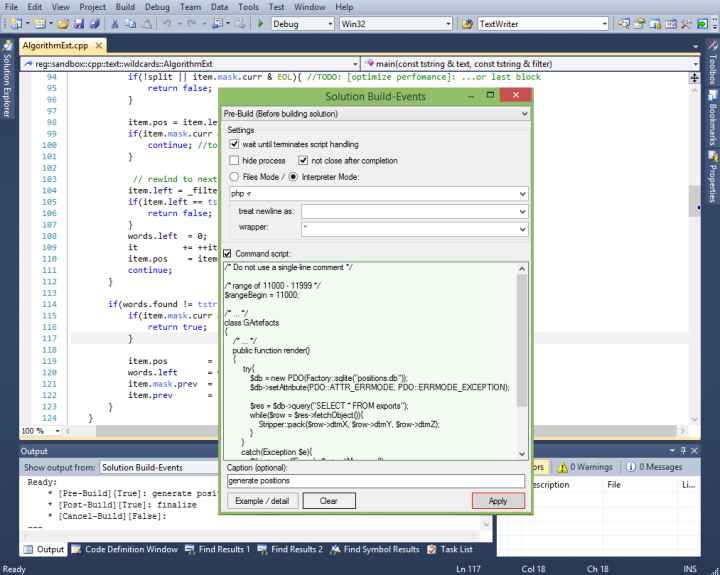 File Edit View Project Build Debug Team Data Tools Test Window Help
Debug Win32 TextWriter
AlgorithmExt.cpp
reg::sandbox::cpp::text::wildcards::AlgorithmExt main(const tstring & text, const tstring & filter)
Solution Explorer
Toolbox
Bookmarks
Properties
94 if(!split || item.mask.curr & EOL){ //TODO: [optimize perfomance]: ...or last block
95 return false;
96 }
97
98 item.pos = item.le
99 if(item.mask.curr
100 continue; //to
101 }
102
103 // rewind to next
104 item.left = _filte
105 if(item.left == ts
106 return false;
107 }
108 words.left = 0;
109 it += ++ite
110 item.pos = item
111 continue;
112 }
113
114 if(words.found != tstr
115 if(item.mask.curr
116 return true;
117 }
118
119 item.pos =
120 words.left =
121 item.mask.prev =
122 item.prev =
123 }
124 }
100 %
Solution Build-Events
Pre-Build (Before building solution)
Settings
wait until terminates script handling
hide process not close after completion
Files Mode / Interpreter Mode:
php -r
treat newline as:
wrapper: "
Command script:
/* Do not use a single-line comment */
/* range of 11000 - 11999 */
$rangeBegin = 11000;
/* ... */
class GArtefacts
{
/* ... */
public function render()
{
try{
$db = new PDO(Factory::sqlite("positions.db"));
$db->setAttribute(PDO::ATTR_ERRMODE, PDO::ERRMODE_EXCEPTION);
$res = $db->query("SELECT * FROM exports");
while($row = $res->fetchObject()){
Stripper::pack($row->dtmX, $row->dtmY, $row->dtmZ);
}
}
catch(Exception $e){
Caption (optional):
generate positions
Example / detail Clear Apply
Output
Show output from: Solution Build-Events
Ready:
* [Pre-Build][True]: generate posi
* [Post-Build][True]: finalize
* [Cancel-Build][False]:
---
ors 0 Warnings 0 Messages
escription File Li...
Output Code Definition Window Find Results 1 Find Results 2 Find Symbol Results Task List
Ready Ln 117 Col 18 Ch 18 INS